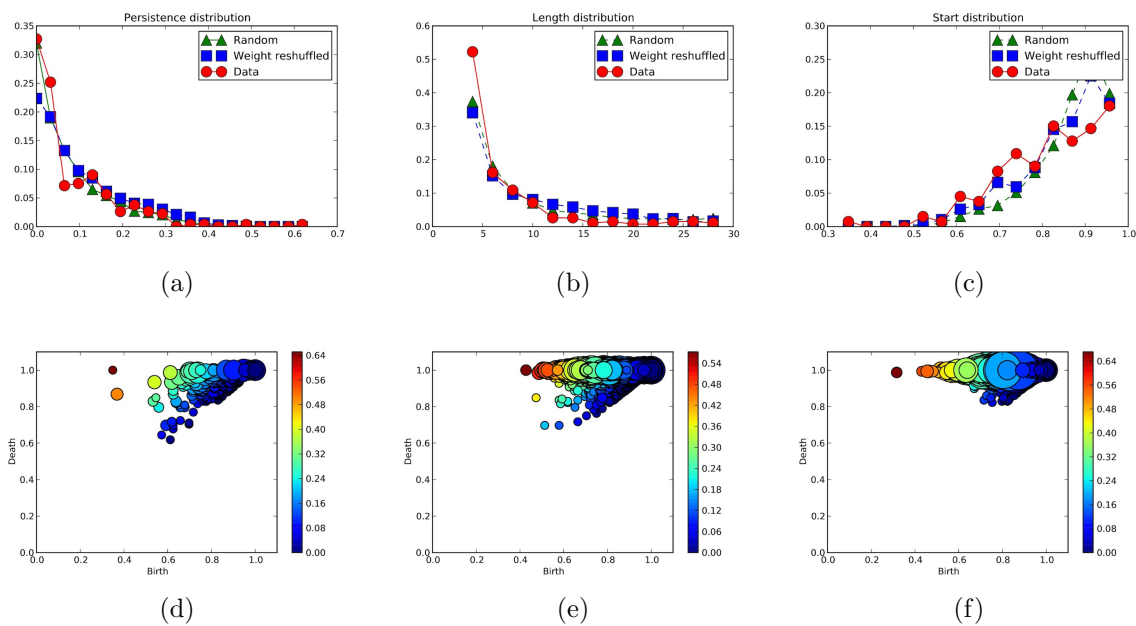 Persistence distribution
0.35
0.30
0.25
0.20
0.15
0.10
0.05
0.00
0.0 0.1 0.2 0.3 0.4 0.5 0.6 0.7
Random
Weight reshuffled
Data
(a)
Length distribution
0.6
0.5
0.4
0.3
0.2
0.1
0.0
0 5 10 15 20 25 30
Random
Weight reshuffled
Data
(b)
Start distribution
0.30
0.25
0.20
0.15
0.10
0.05
0.00
0.3 0.4 0.5 0.6 0.7 0.8 0.9 1.0
Random
Weight reshuffled
Data
(c)
Death
1.0
0.8
0.6
0.4
0.2
0.0
0.0 0.2 0.4 0.6 0.8 1.0
Birth
0.64
0.56
0.48
0.40
0.32
0.24
0.16
0.08
0.00
(d)
Death
1.0
0.8
0.6
0.4
0.2
0.0
0.0 0.2 0.4 0.6 0.8 1.0
Birth
0.54
0.48
0.42
0.36
0.30
0.24
0.18
0.12
0.06
0.00
(e)
Death
1.0
0.8
0.6
0.4
0.2
0.0
0.0 0.2 0.4 0.6 0.8 1.0
Birth
0.64
0.56
0.48
0.40
0.32
0.24
0.16
0.08
0.00
(f)